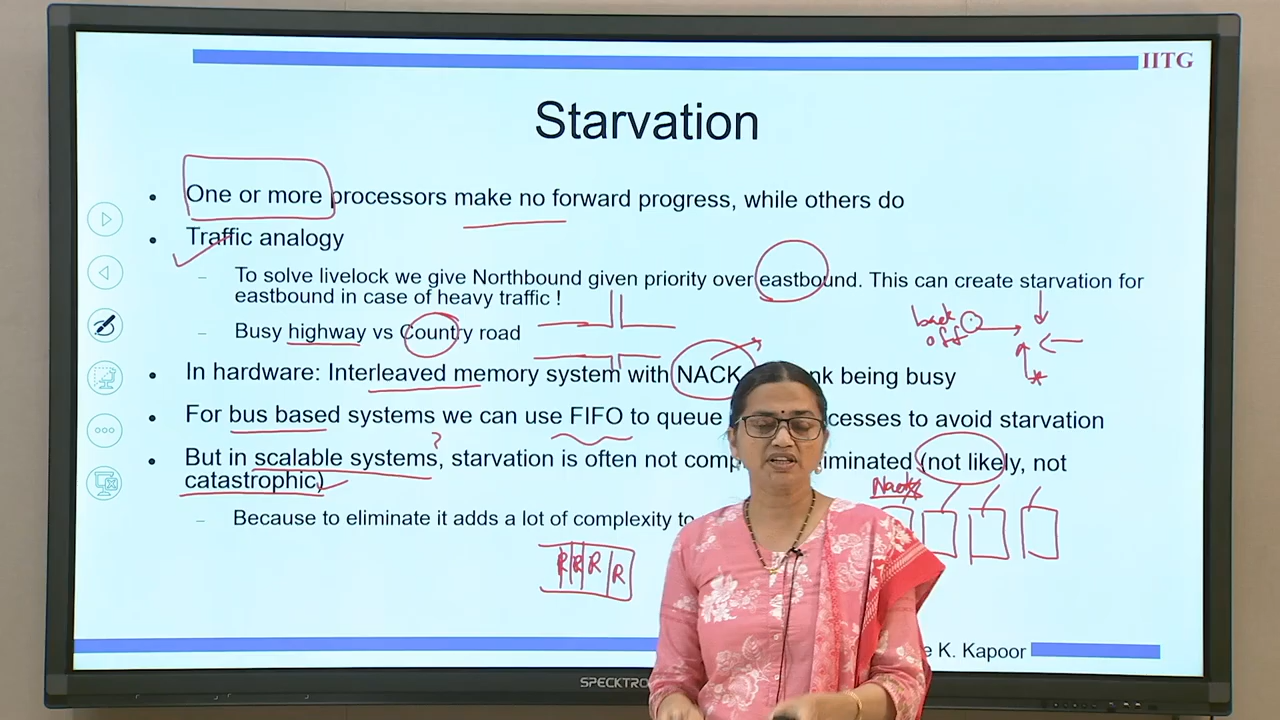 IITG
Starvation
• One or more processors make no forward progress, while others do
• Traffic analogy
– To solve livelock we give Northbound given priority over eastbound. This can create starvation for
eastbound in case of heavy traffic !
– Busy highway vs Country road
back
off
• In hardware: Interleaved memory system with NACK nk being busy
• For bus based systems we can use FIFO to queue cesses to avoid starvation
?
• But in scalable systems, starvation is often not comp iminated (not likely, not
catastrophic)
Nack
– Because to eliminate it adds a lot of complexity to
R R R R
e K. Kapoor
SPECKTRO